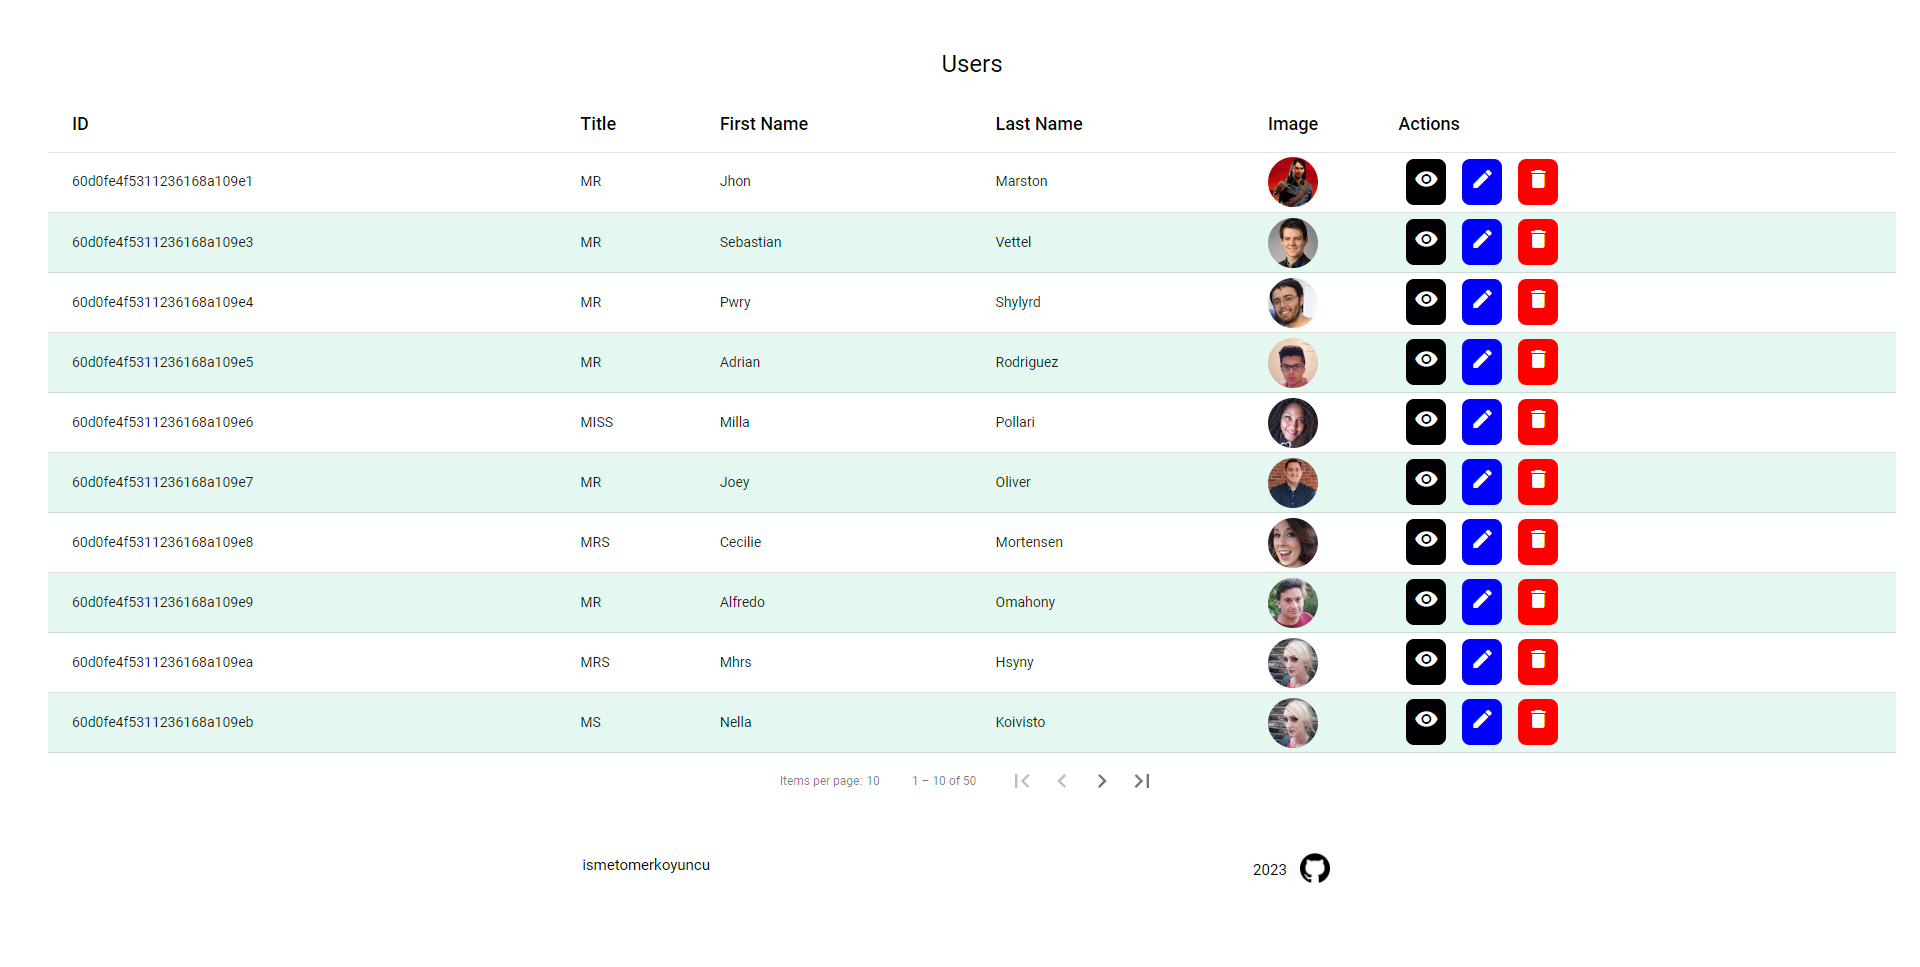 Users
ID Title First Name Last Name Image Actions
60d0fe4f5311236168a109e1 MR Jhon Marston
60d0fe4f5311236168a109e3 MR Sebastian Vettel
60d0fe4f5311236168a109e4 MR Pwry Shylyrd
60d0fe4f5311236168a109e5 MR Adrian Rodriguez
60d0fe4f5311236168a109e6 MISS Milla Pollari
60d0fe4f5311236168a109e7 MR Joey Oliver
60d0fe4f5311236168a109e8 MRS Cecilie Mortensen
60d0fe4f5311236168a109e9 MR Alfredo Omahony
60d0fe4f5311236168a109ea MRS Mhrs Hsyny
60d0fe4f5311236168a109eb MS Nella Koivisto
Items per page: 10 1 – 10 of 50
ismetomerkoyuncu 2023